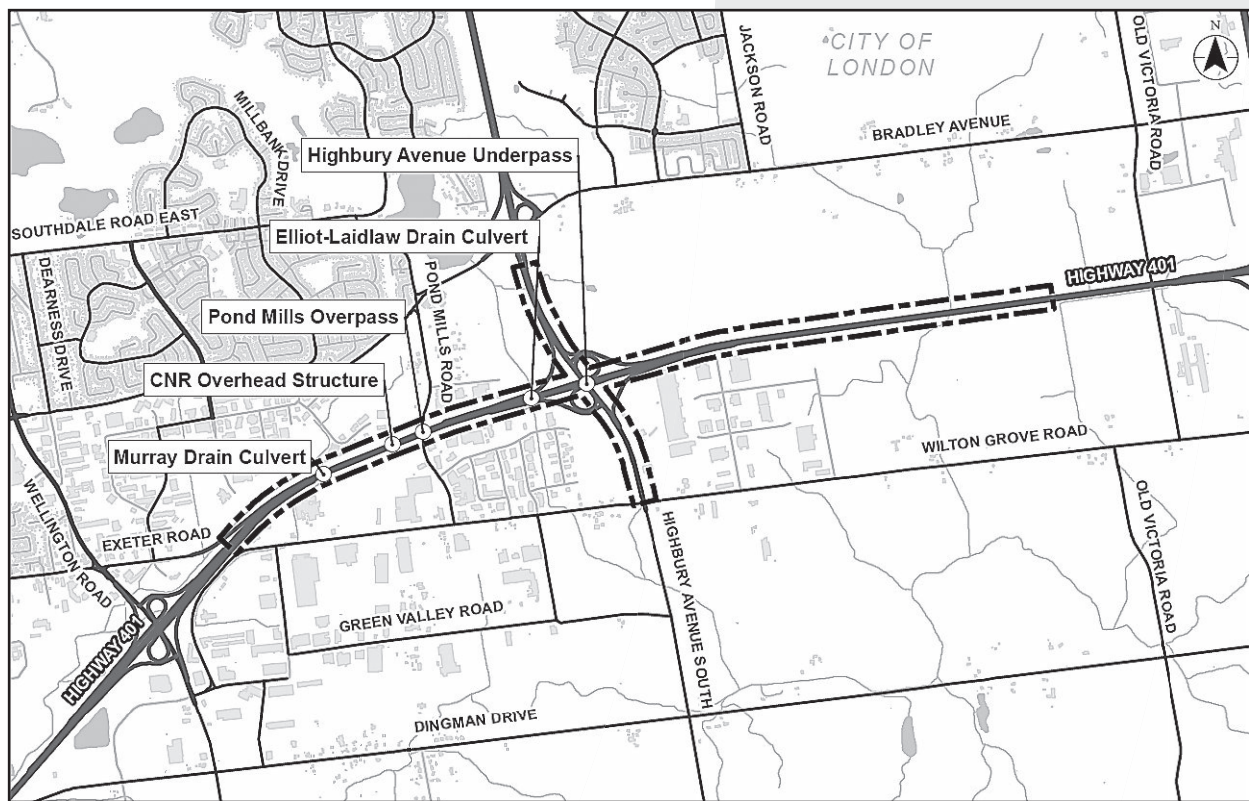 CITY OF
LONDON
N
JACKSON ROAD
OLD VICTORIA ROAD
BRADLEY AVENUE
MILLBANK DRIVE
Highbury Avenue Underpass
SOUTHDALE ROAD EAST
Elliot-Laidlaw Drain Culvert
DEARNESS DRIVE
POND MILLS ROAD
HIGHWAY 401
Pond Mills Overpass
CNR Overhead Structure
Murray Drain Culvert
WILTON GROVE ROAD
WELLINGTON ROAD
EXETER ROAD
HIGHBURY AVENUE SOUTH
OLD VICTORIA ROAD
GREEN VALLEY ROAD
HIGHWAY 401
DINGMAN DRIVE